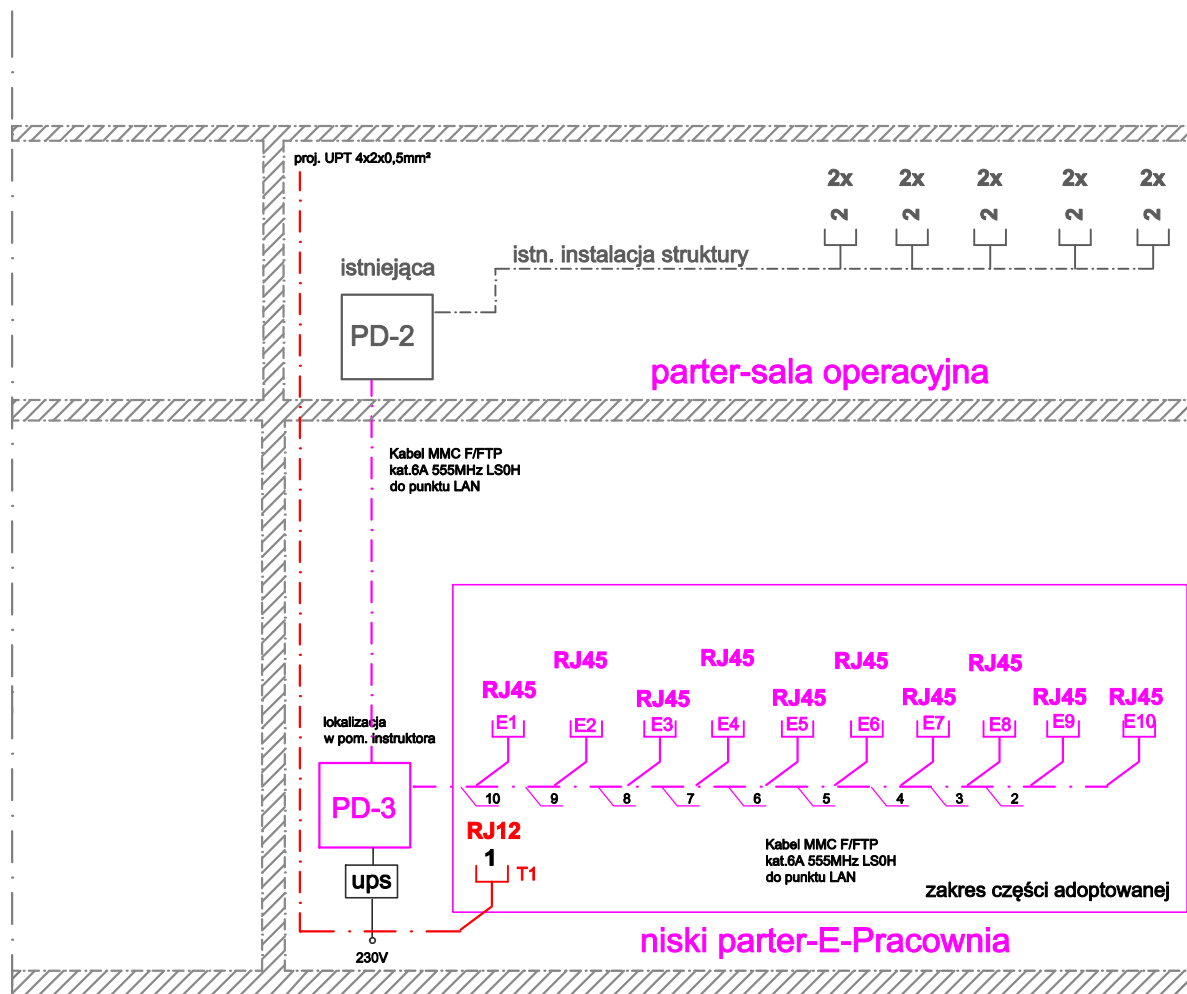 proj. UPT 4x2x0,5mm²
2x 2x 2x 2x 2x
2 2 2 2 2
istn. instalacja struktury
istniejąca
PD-2
parter-sala operacyjna
Kabel MMC F/FTP
kat.6A 555MHz LS0H
do punktu LAN
RJ45 RJ45 RJ45 RJ45 RJ45 RJ45 RJ45 RJ45 RJ45 RJ45
E1 E2 E3 E4 E5 E6 E7 E8 E9 E10
lokalizacja
w pom. instruktora
PD-3
10 9 8 7 6 5 4 3 2
RJ12
1
T1
Kabel MMC F/FTP
kat.6A 555MHz LS0H
do punktu LAN
ups
zakres części adoptowanej
230V
niski parter-E-Pracownia